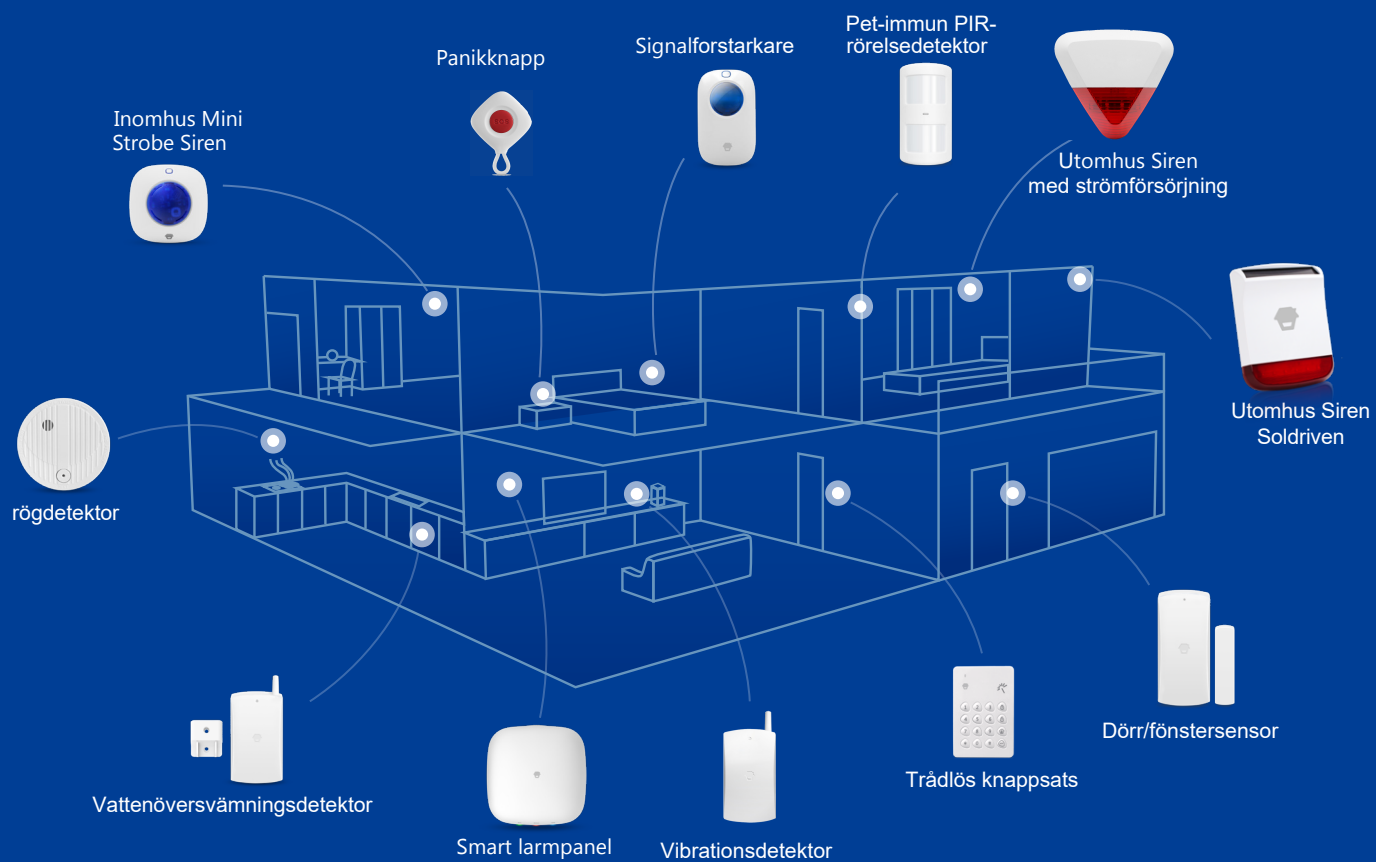 Pet-immun PIR-
rörelsedetektor
Signalforstarkare
Panikknapp
Inomhus Mini
Strobe Siren
Utomhus Siren
med strömförsörjning
Utomhus Siren
Soldriven
rögdetektor
Dörr/fönstersensor
Trådlös knappsats
Vattenöversvämningsdetektor
Smart larmpanel
Vibrationsdetektor